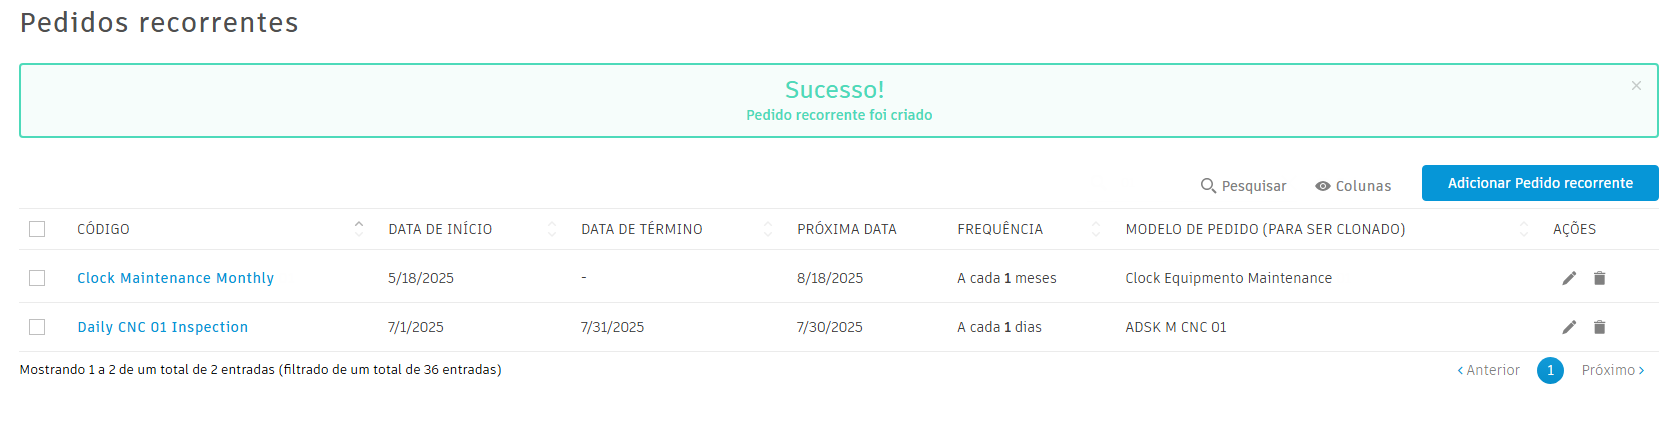 Pedidos recorrentes
Sucesso!
Pedido recorrente foi criado
Pesquisar Colunas Adicionar Pedido recorrente
CÓDIGO DATA DE INÍCIO DATA DE TÉRMINO PRÓXIMA DATA FREQUÊNCIA MODELO DE PEDIDO (PARA SER CLONADO) AÇÕES
Clock Maintenance Monthly 5/18/2025 - 8/18/2025 A cada 1 meses Clock Equipmento Maintenance
Daily CNC 01 Inspection 7/1/2025 7/31/2025 7/30/2025 A cada 1 dias ADSK M CNC 01
Mostrando 1 a 2 de um total de 2 entradas (filtrado de um total de 36 entradas) Anterior 1 Próximo